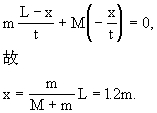 m (L－x)/t + M(－x/t) = 0,
故
x = m/(M + m) L = 1.2m.